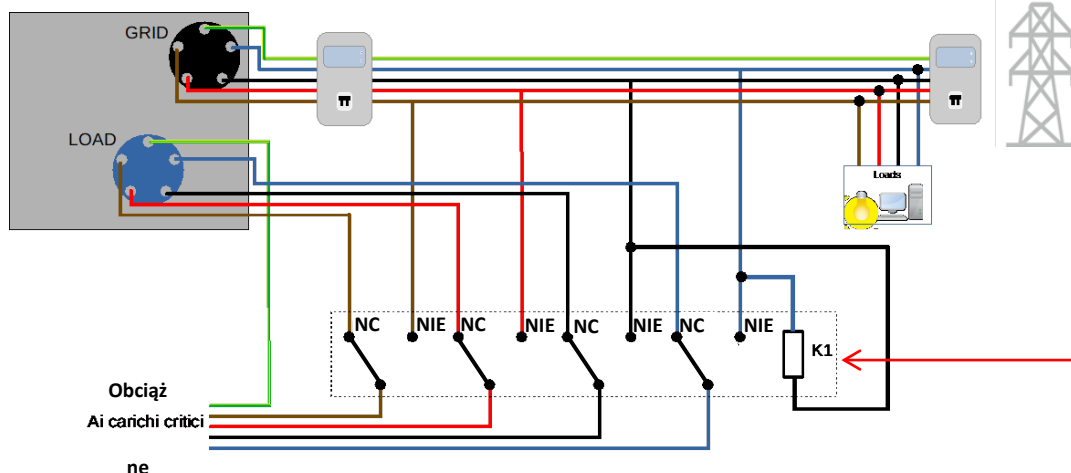 GRID
LOAD
Loads
NC
NIE
NC
NIE
NC
NIE
NC
NIE
K1
Obciąż
Ai carichi critici
ne